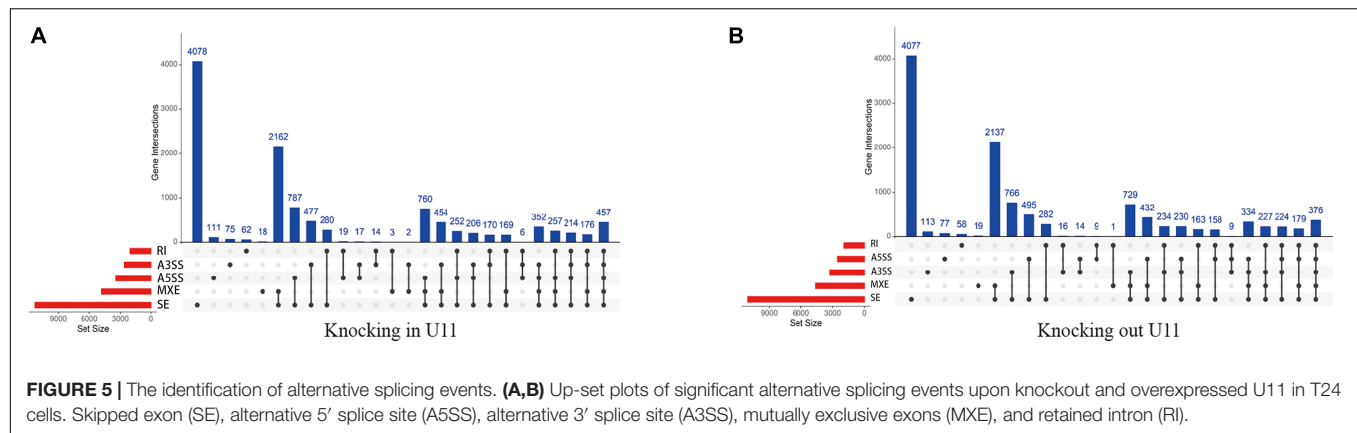 A
4078
4000
3000
2000
1000
0
Gene Intersections
111 75 62 18
2162
787
477
280
19 17 14 3 2
760
454
252 206 170 169
6
352
257 214 176
457
RI
A3SS
A5SS
MXE
SE
9000 6000 3000 0
Set Size
Knocking in U11
B
4077
4000
3000
2000
1000
0
Gene Intersections
113 77 58 19
2137
766
495
282
16 14 9 1
729
432
234 230 163 158
9
334
227 224 179
376
RI
A5SS
A3SS
MXE
SE
9000 6000 3000 0
Set Size
Knocking out U11
FIGURE 5 | The identification of alternative splicing events. (A,B) Up-set plots of significant alternative splicing events upon knockout and overexpressed U11 in T24
cells. Skipped exon (SE), alternative 5′ splice site (A5SS), alternative 3′ splice site (A3SS), mutually exclusive exons (MXE), and retained intron (RI).